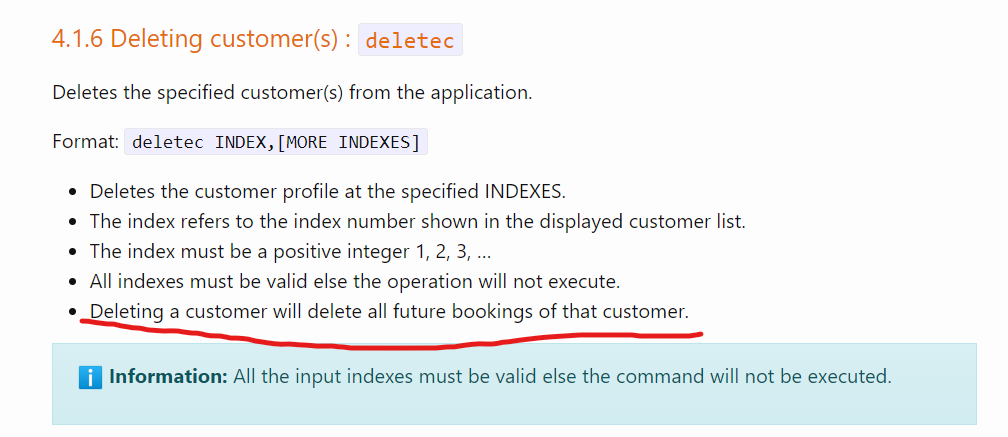 4.1.6 Deleting customer(s) : deletec
Deletes the specified customer(s) from the application.
Format: deletec INDEX,[MORE INDEXES]
• Deletes the customer profile at the specified INDEXES.
• The index refers to the index number shown in the displayed customer list.
• The index must be a positive integer 1, 2, 3, …
• All indexes must be valid else the operation will not execute.
• Deleting a customer will delete all future bookings of that customer.
i Information: All the input indexes must be valid else the command will not be executed.